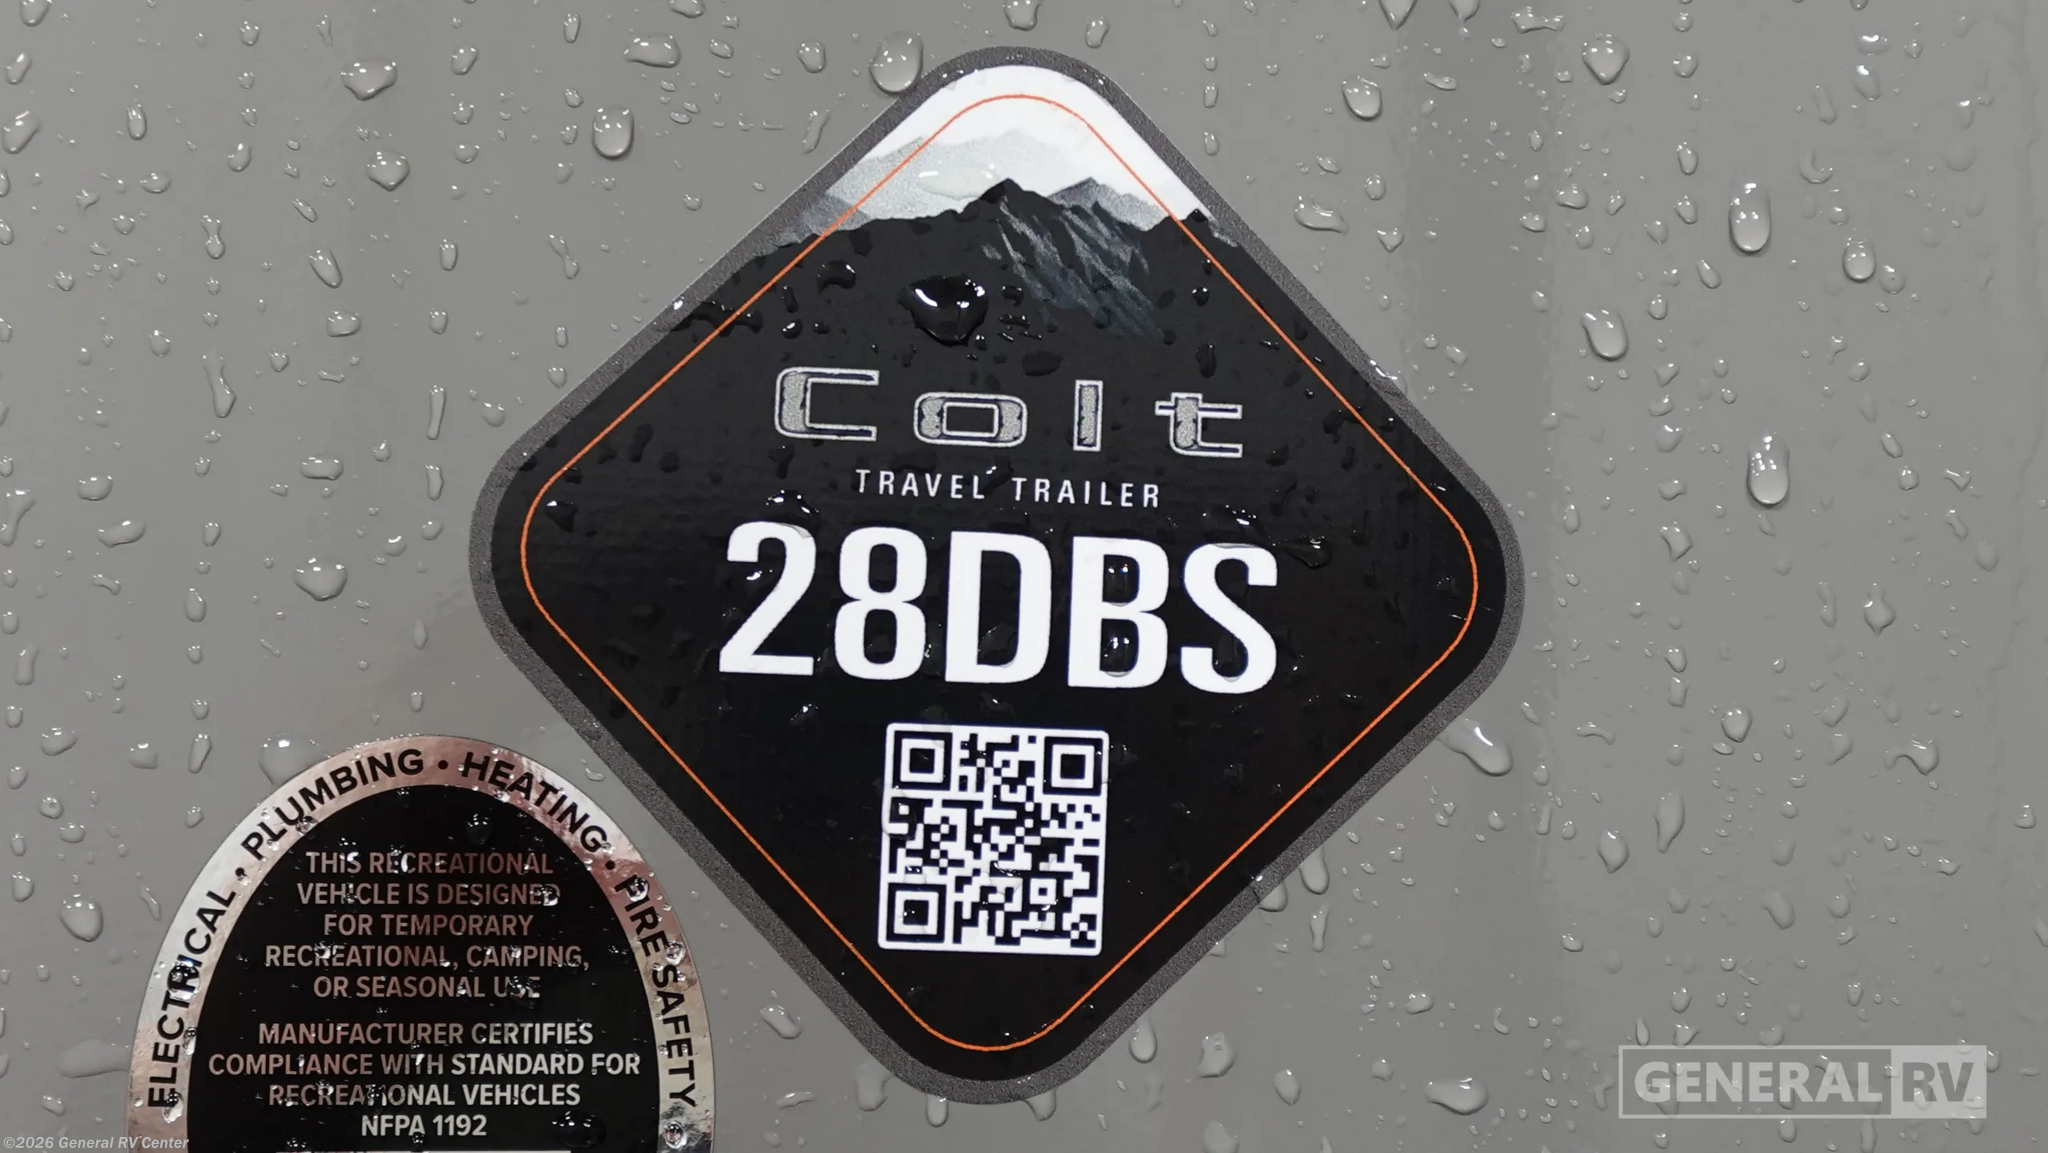 Colt
TRAVEL TRAILER
28DBS
ELECTRICAL • PLUMBING • HEATING • FIRE SAFETY
THIS RECREATIONAL
VEHICLE IS DESIGNED
FOR TEMPORARY
RECREATIONAL, CAMPING,
OR SEASONAL USE
MANUFACTURER CERTIFIES
COMPLIANCE WITH STANDARD FOR
RECREATIONAL VEHICLES
NFPA 1192
GENERAL RV
©2026 General RV Center